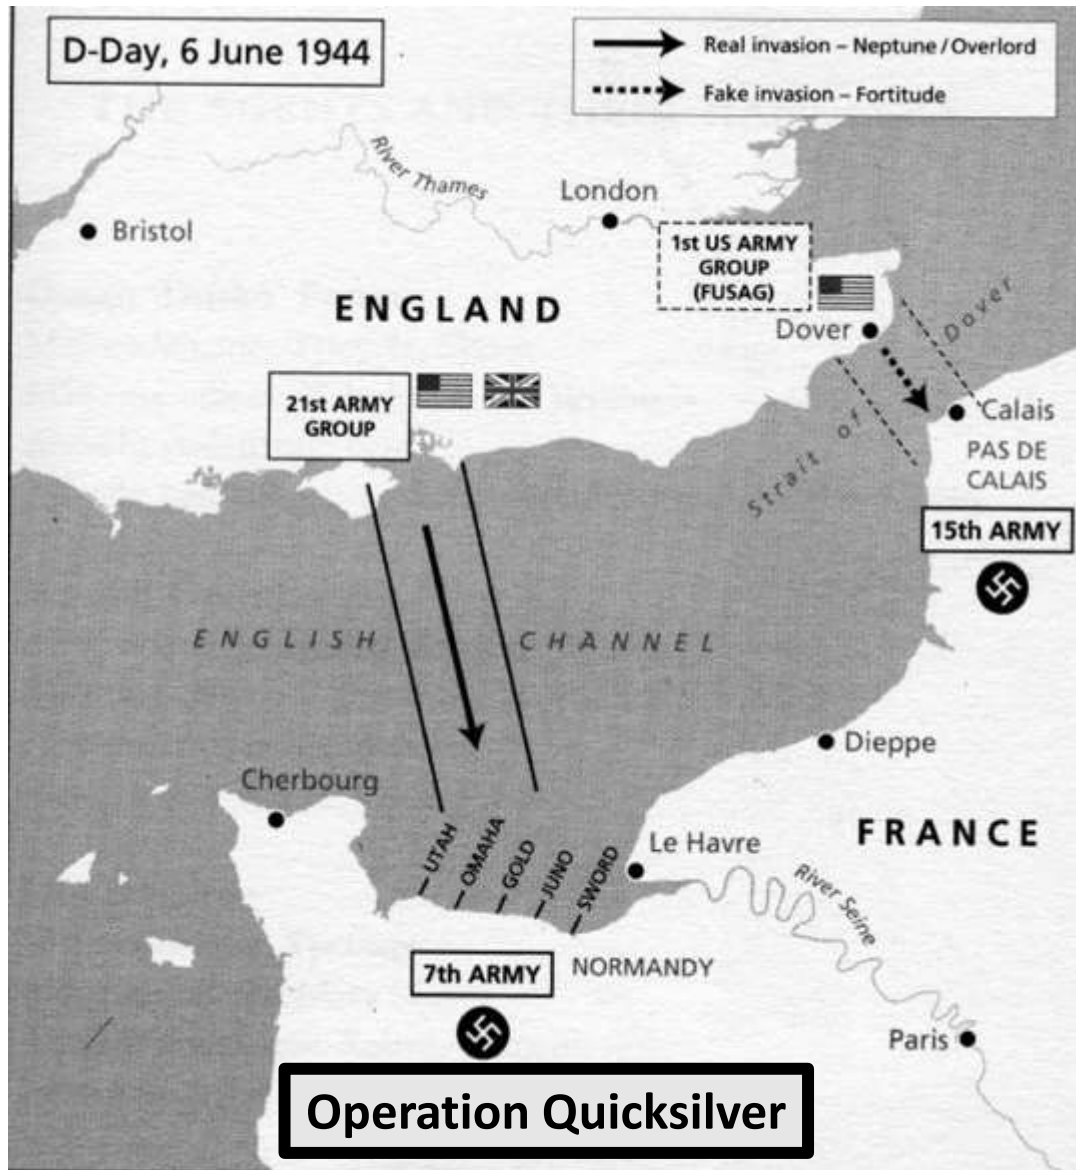 D-Day, 6 June 1944
Real invasion – Neptune / Overlord
Fake invasion – Fortitude
River Thames
London
Bristol
1st US ARMY
GROUP
(FUSAG)
ENGLAND
Dover
Strait of Dover
21st ARMY
GROUP
Calais
PAS DE
CALAIS
15th ARMY
ENGLISH CHANNEL
Dieppe
Cherbourg
UTAH
OMAHA
GOLD
JUNO
SWORD
Le Havre
FRANCE
River Seine
7th ARMY
NORMANDY
Paris
Operation Quicksilver